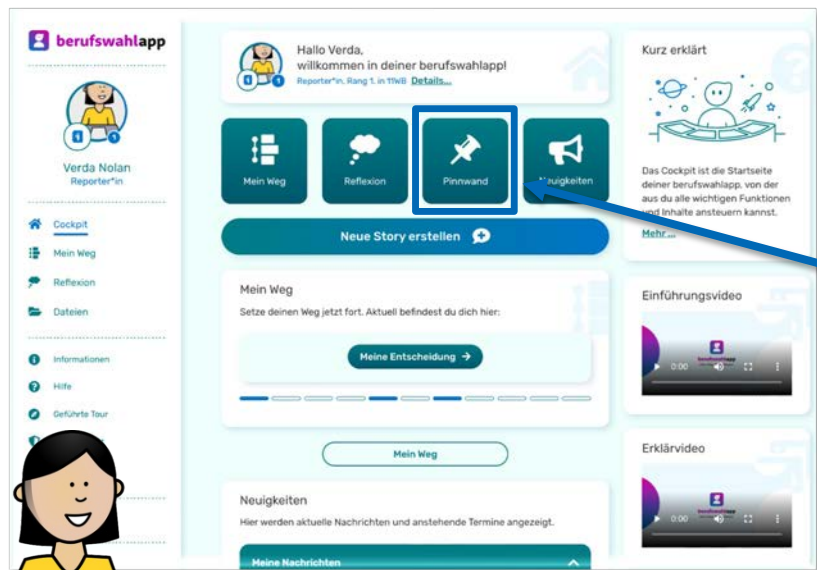 berufswahlapp
Verda Nolan
Reporter*in
Cockpit
Mein Weg
Reflexion
Dateien
Informationen
Hilfe
Geführte Tour
Hallo Verda,
willkommen in deiner berufswahlapp!
Reporter*in, Rang 1. in 11WB Details...
Mein Weg
Reflexion
Pinnwand
Neuigkeiten
Neue Story erstellen
Mein Weg
Setze deinen Weg jetzt fort. Aktuell befindest du dich hier:
Meine Entscheidung →
Mein Weg
Neuigkeiten
Hier werden aktuelle Nachrichten und anstehende Termine angezeigt.
Meine Nachrichten
Kurz erklärt
Das Cockpit ist die Startseite
deiner berufswahlapp, von der
aus du alle wichtigen Funktionen
und Inhalte ansteuern kannst.
Mehr ...
Einführungsvideo
berufswahlapp
0:00
Erklärvideo
berufswahlapp
0:00